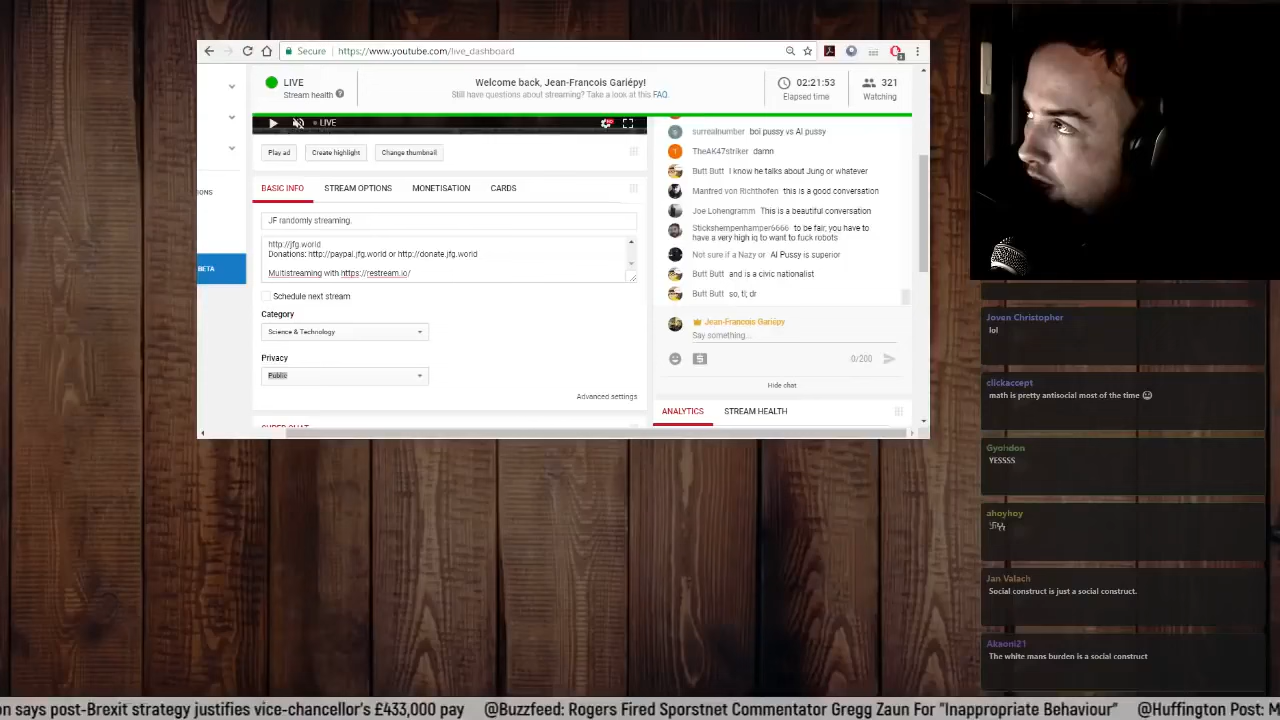 Secure
https://www.youtube.com/live_dashboard
LIVE
Stream health
Welcome back, Jean-Francois Gariépy!
Still have questions about streaming? Take a look at this FAQ.
02:21:53
Elapsed time
321
Watching
LIVE
Play ad
Create highlight
Change thumbnail
BASIC INFO
STREAM OPTIONS
MONETISATION
CARDS
JF randomly streaming.
http://jfg.world
Donations: http://paypal.jfg.world or http://donate.jfg.world
Multistreaming with https://restream.io/
BETA
Schedule next stream
Category
Science & Technology
Privacy
Public
Advanced settings
surrealnumber boi pussy vs AI pussy
TheAK47striker damn
Butt Butt I know he talks about Jung or whatever
Manfred von Richthofen this is a good conversation
Joe Lohengramm This is a beautiful conversation
Stickshempenhamper6666 to be fair, you have to
have a very high iq to want to fuck robots
Not sure if a Nazy or AI Pussy is superior
Butt Butt and is a civic nationalist
Butt Butt so, tl; dr
Jean-Francois Gariépy
Say something...
0/200
Hide chat
ANALYTICS
STREAM HEALTH
Joven Christopher
lol
clickaccept
math is pretty antisocial most of the time
Gyohdon
YESSSS
ahoyhoy
Jan Valach
Social construct is just a social construct.
Akaoni21
The white mans burden is a social construct
on says post-Brexit strategy justifies vice-chancellor's £433,000 pay @Buzzfeed: Rogers Fired Sporstnet Commentator Gregg Zaun For "Inappropriate Behaviour" @Huffington Post: M